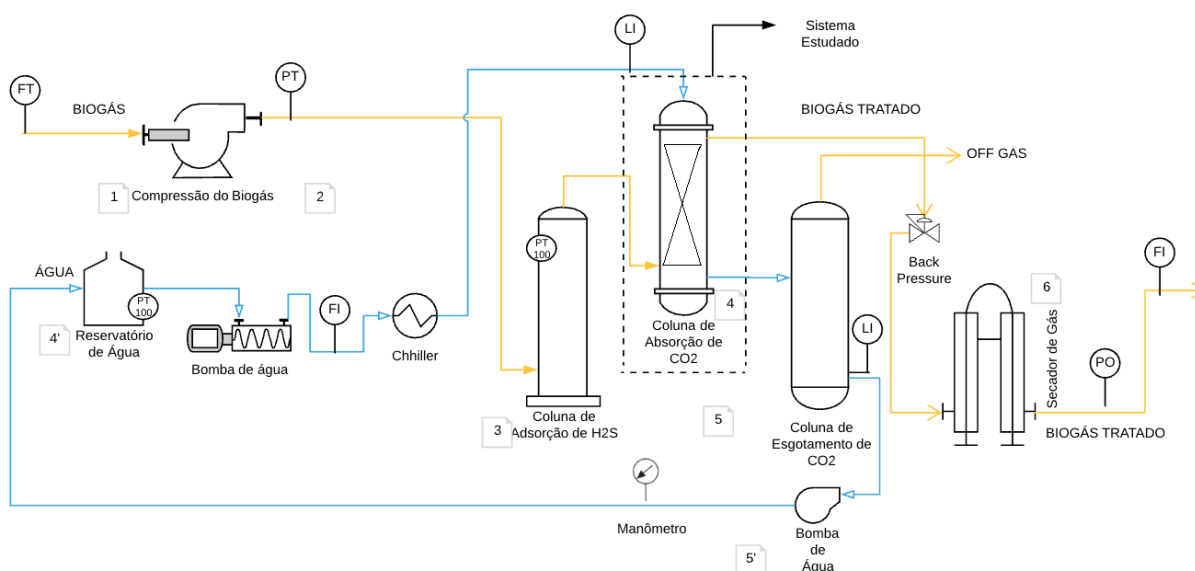 LI
Sistema
Estudado
FT
PT
BIOGÁS
BIOGÁS TRATADO
OFF GAS
1
Compressão do Biogás
2
PT
100
ÁGUA
PT
100
4'
Reservatório
de Água
Bomba de água
FI
Chhiller
4
Coluna de
Absorção de
CO2
LI
Back
Pressure
6
FI
Secador de Gás
PO
BIOGÁS TRATADO
3
Coluna de
Adsorção de H2S
5
Coluna de
Esgotamento de
CO2
Manômetro
5'
Bomba
de
Água